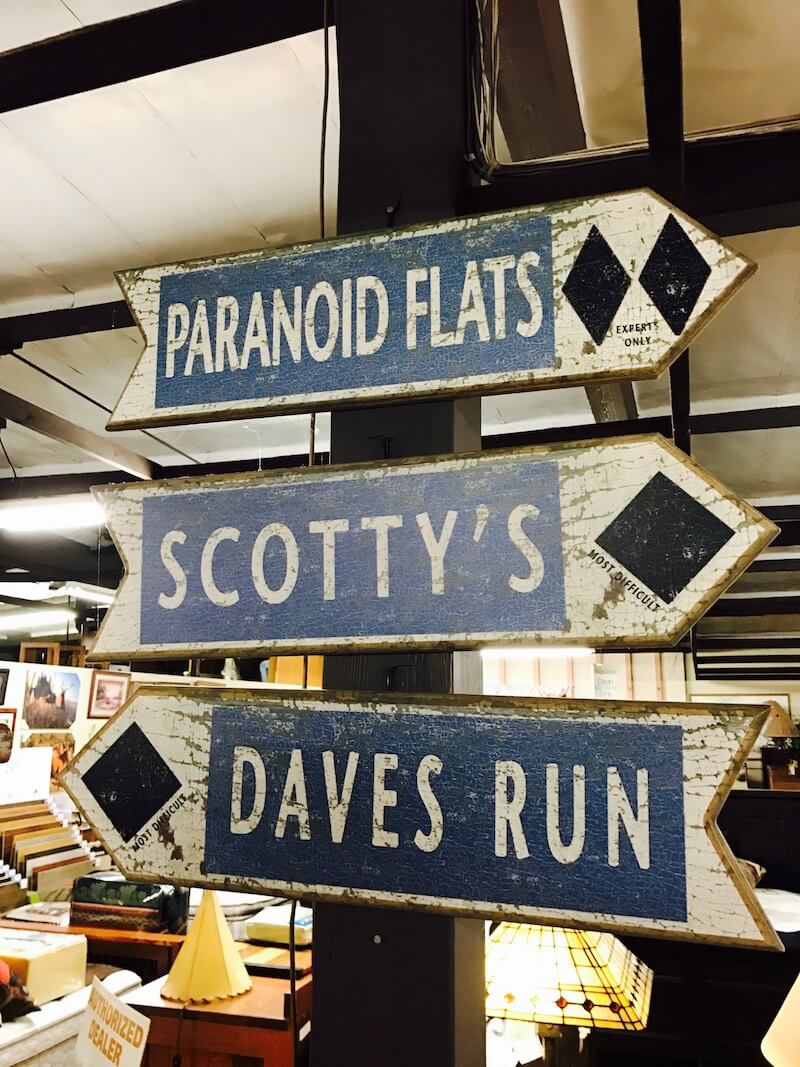 PARANOID FLATS
EXPERTS
ONLY
SCOTTY'S
MOST DIFFICULT
DAVES RUN
MOST DIFFICULT
AUTHORIZED
DEALER